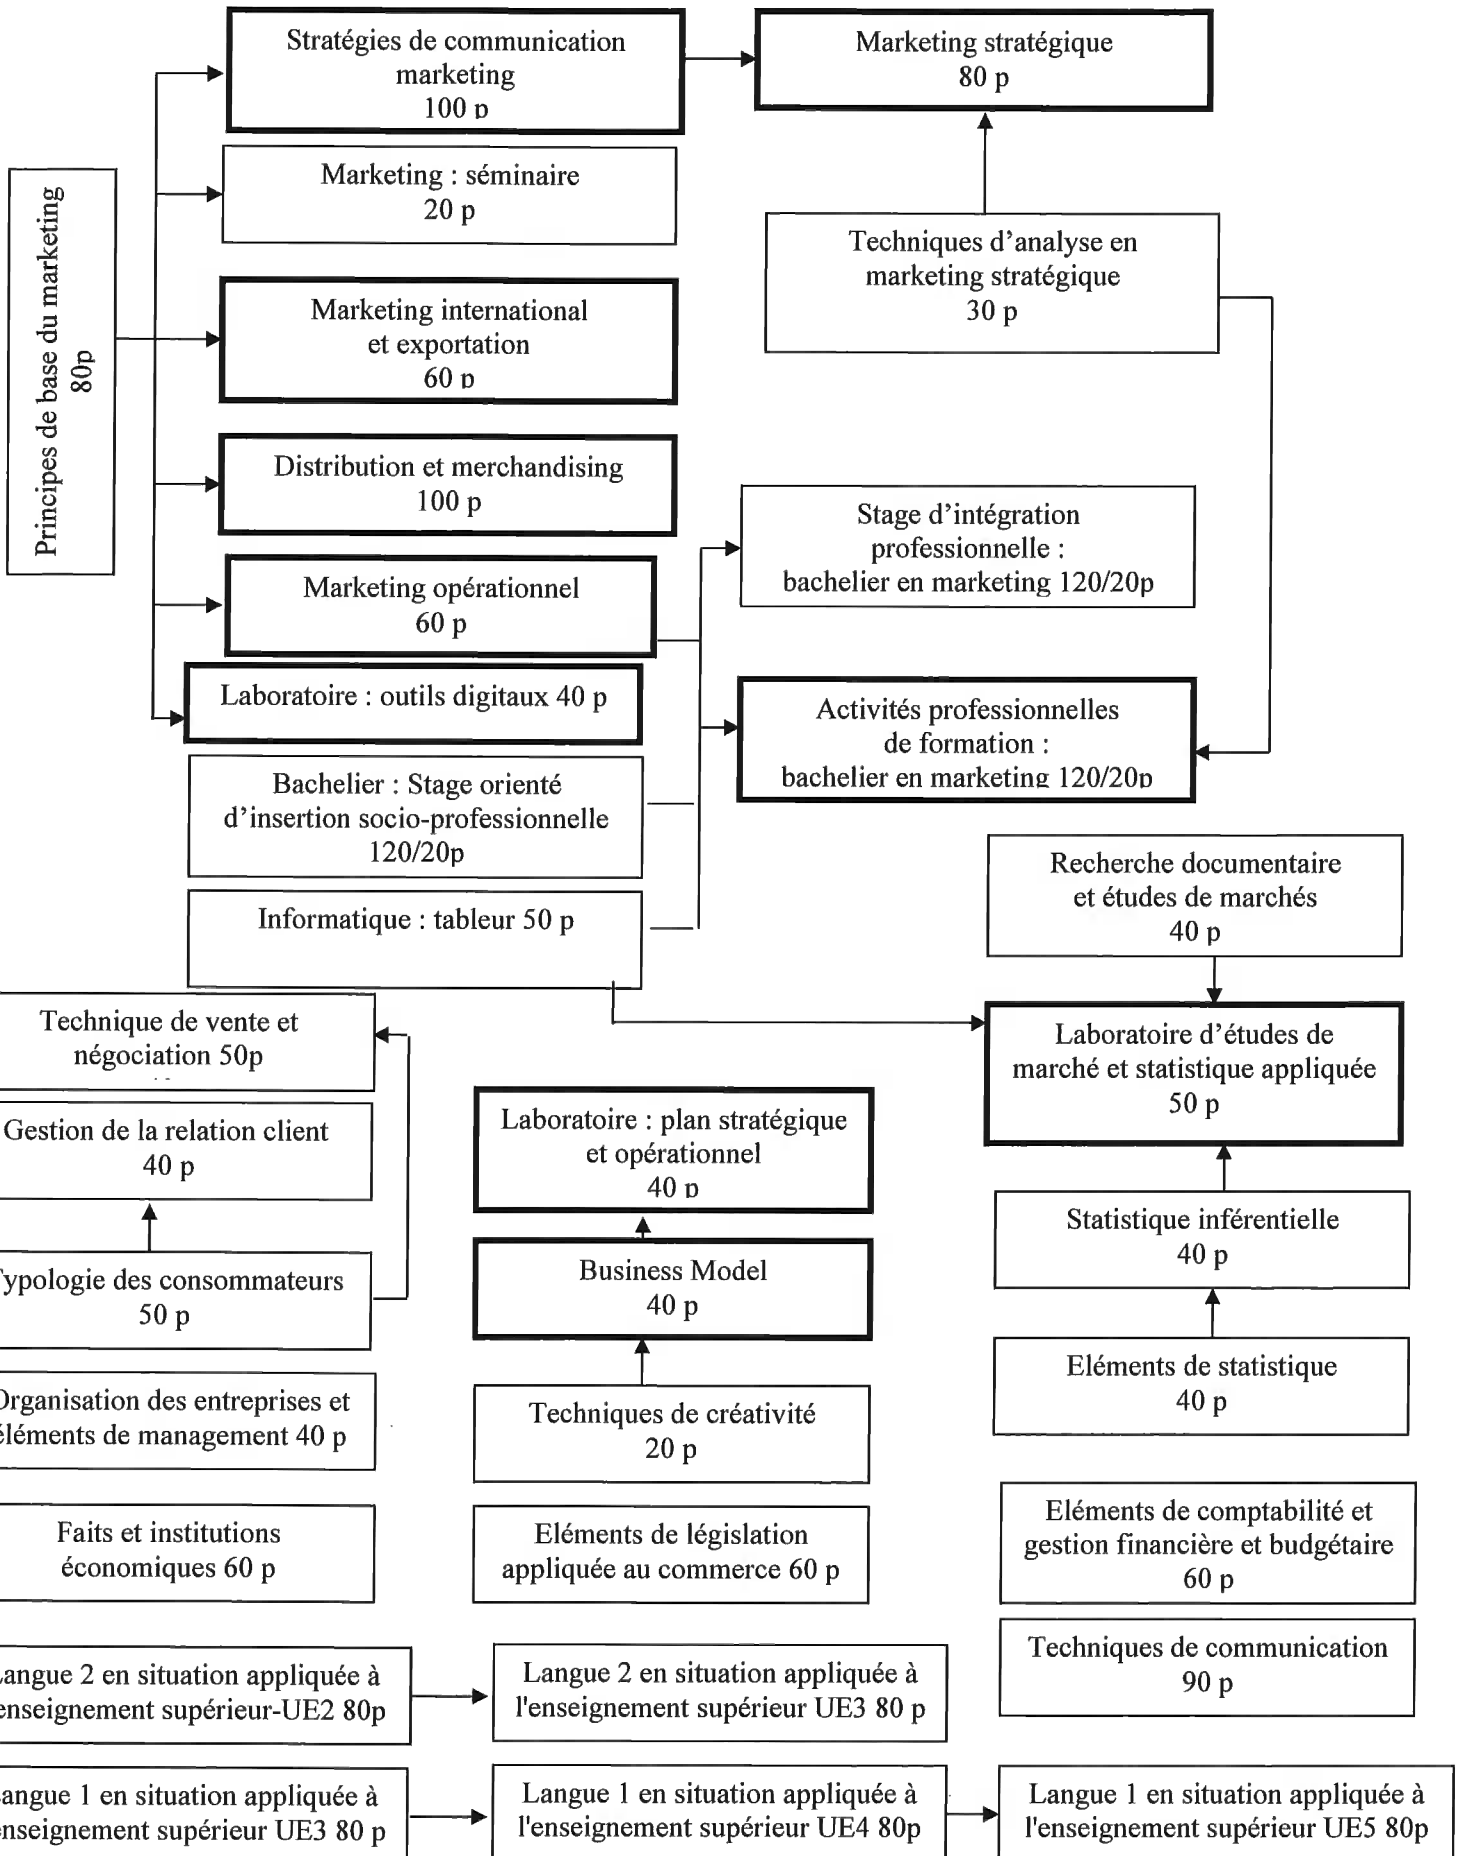 Stratégies de communication
marketing
100 p
Marketing stratégique
80 p
Marketing : séminaire
20 p
Principes de base du marketing
80p
Techniques d'analyse en
marketing stratégique
30 p
Marketing international
et exportation
60 p
Distribution et merchandising
100 p
Stage d'intégration
professionnelle :
bachelier en marketing 120/20p
Marketing opérationnel
60 p
Laboratoire : outils digitaux 40 p
Activités professionnelles
de formation :
bachelier en marketing 120/20p
Bachelier : Stage orienté
d'insertion socio-professionnelle
120/20p
Recherche documentaire
et études de marchés
40 p
Informatique : tableur 50 p
Technique de vente et
négociation 50p
Laboratoire d'études de
marché et statistique appliquée
50 p
Gestion de la relation client
40 p
Laboratoire : plan stratégique
et opérationnel
40 p
Statistique inférentielle
40 p
ypologie des consommateurs
50 p
Business Model
40 p
Eléments de statistique
40 p
Organisation des entreprises et
éléments de management 40 p
Techniques de créativité
20 p
Faits et institutions
économiques 60 p
Eléments de législation
appliquée au commerce 60 p
Eléments de comptabilité et
gestion financière et budgétaire
60 p
Techniques de communication
90 p
Langue 2 en situation appliquée à
enseignement supérieur-UE2 80p
Langue 2 en situation appliquée à
l'enseignement supérieur UE3 80 p
angue 1 en situation appliquée à
enseignement supérieur UE3 80 p
Langue 1 en situation appliquée à
l'enseignement supérieur UE4 80p
Langue 1 en situation appliquée à
l'enseignement supérieur UE5 80p